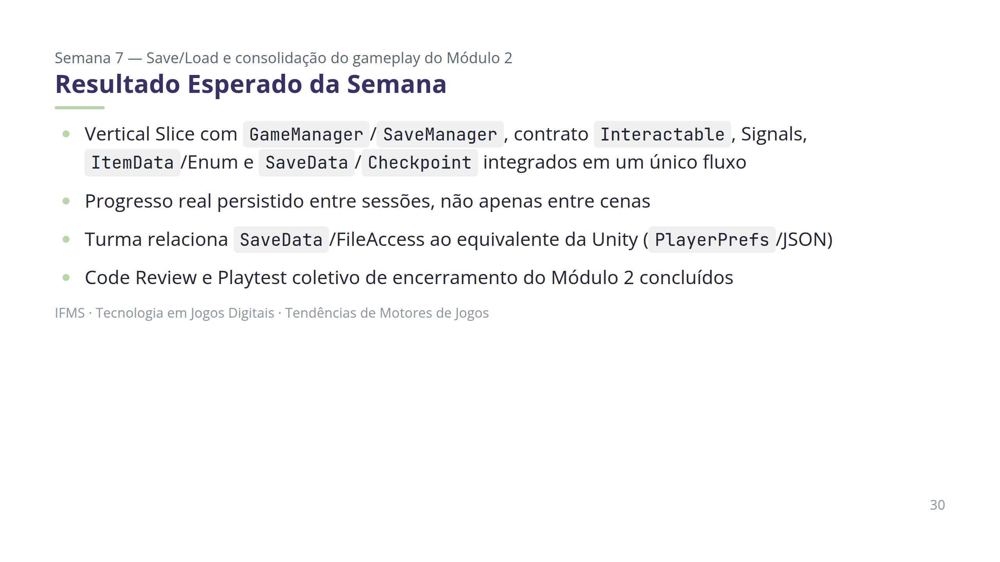 Semana 7 — Save/Load e consolidação do gameplay do Módulo 2
Resultado Esperado da Semana
Vertical Slice com GameManager/SaveManager, contrato Interactable, Signals,
ItemData/Enum e SaveData/Checkpoint integrados em um único fluxo
Progresso real persistido entre sessões, não apenas entre cenas
Turma relaciona SaveData/FileAccess ao equivalente da Unity (PlayerPrefs/JSON)
Code Review e Playtest coletivo de encerramento do Módulo 2 concluídos
IFMS · Tecnologia em Jogos Digitais · Tendências de Motores de Jogos
30